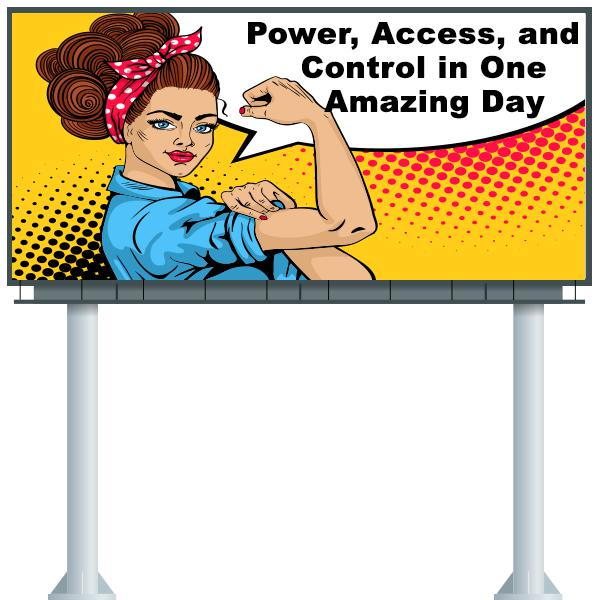 Power, Access, and
Control in One
Amazing Day